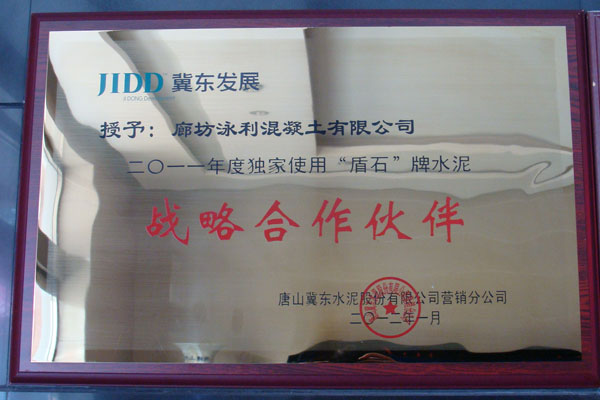 JIDD 冀东发展
JIDONG Development
授予：廊坊泳利混凝土有限公司
二〇一一年度独家使用“盾石”牌水泥
战略合作伙伴
唐山冀东水泥股份有限公司营销分公司
二〇一二年一月